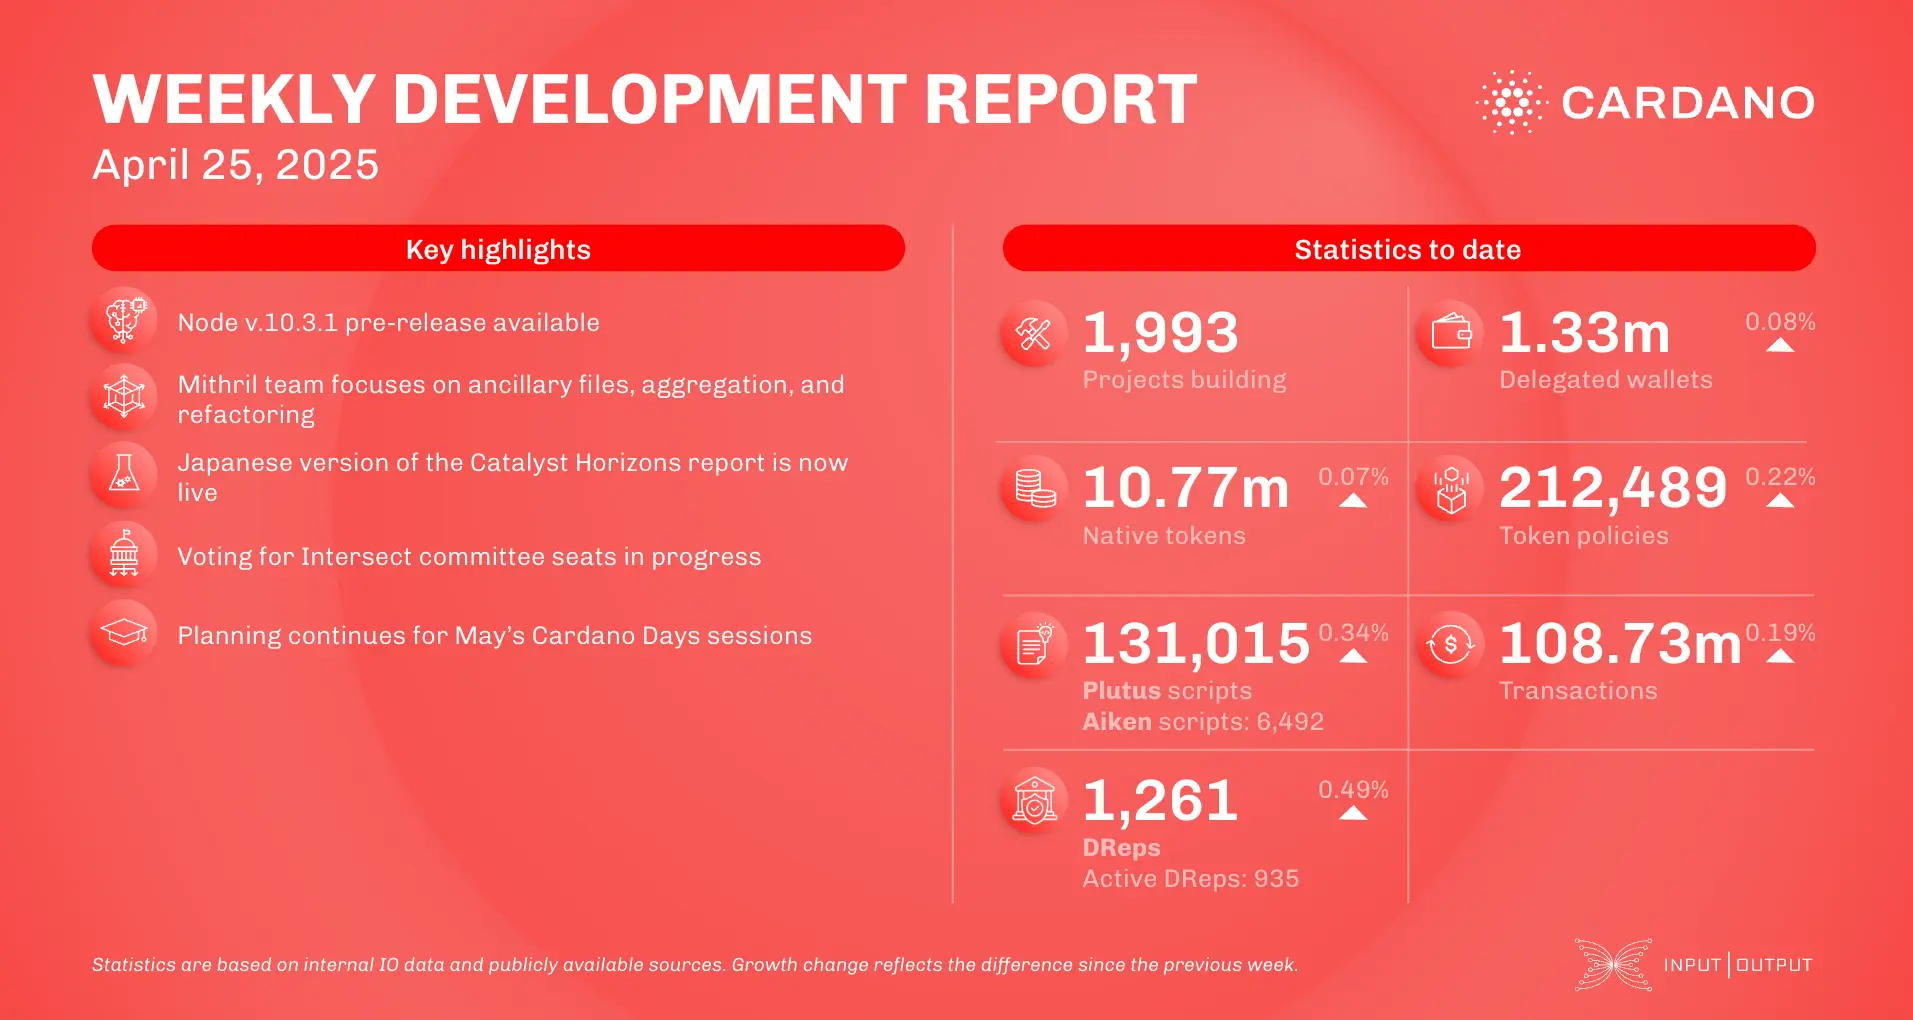 WEEKLY DEVELOPMENT REPORT
April 25, 2025
CARDANO
Key highlights
Node v.10.3.1 pre-release available
Mithril team focuses on ancillary files, aggregation, and
refactoring
Japanese version of the Catalyst Horizons report is now
live
Voting for Intersect committee seats in progress
Planning continues for May’s Cardano Days sessions
Statistics to date
1,993
Projects building
1.33m 0.08%
Delegated wallets
10.77m 0.07%
Native tokens
212,489 0.22%
Token policies
131,015 0.34%
Plutus scripts
Aiken scripts: 6,492
108.73m 0.19%
Transactions
1,261 0.49%
DReps
Active DReps: 935
Statistics are based on internal IO data and publicly available sources. Growth change reflects the difference since the previous week.
INPUT | OUTPUT